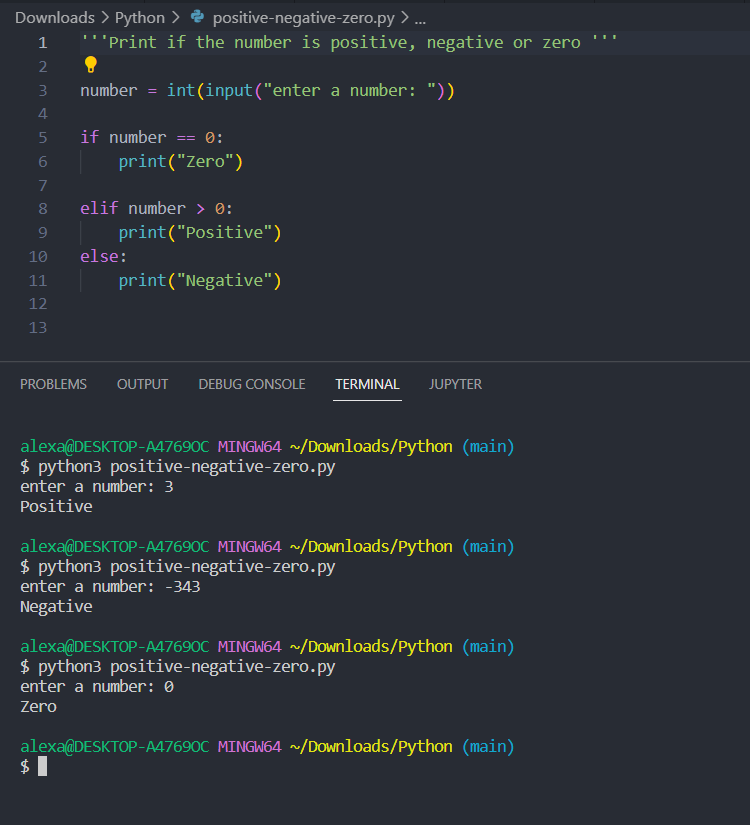 Downloads > Python > positive-negative-zero.py > ...
1 '''Print if the number is positive, negative or zero '''
2
3 number = int(input("enter a number: "))
4
5 if number == 0:
6     print("Zero")
7
8 elif number > 0:
9     print("Positive")
10 else:
11     print("Negative")
12
13
PROBLEMS OUTPUT DEBUG CONSOLE TERMINAL JUPYTER
alexa@DESKTOP-A4769OC MINGW64 ~/Downloads/Python (main)
$ python3 positive-negative-zero.py
enter a number: 3
Positive
alexa@DESKTOP-A4769OC MINGW64 ~/Downloads/Python (main)
$ python3 positive-negative-zero.py
enter a number: -343
Negative
alexa@DESKTOP-A4769OC MINGW64 ~/Downloads/Python (main)
$ python3 positive-negative-zero.py
enter a number: 0
Zero
alexa@DESKTOP-A4769OC MINGW64 ~/Downloads/Python (main)
$